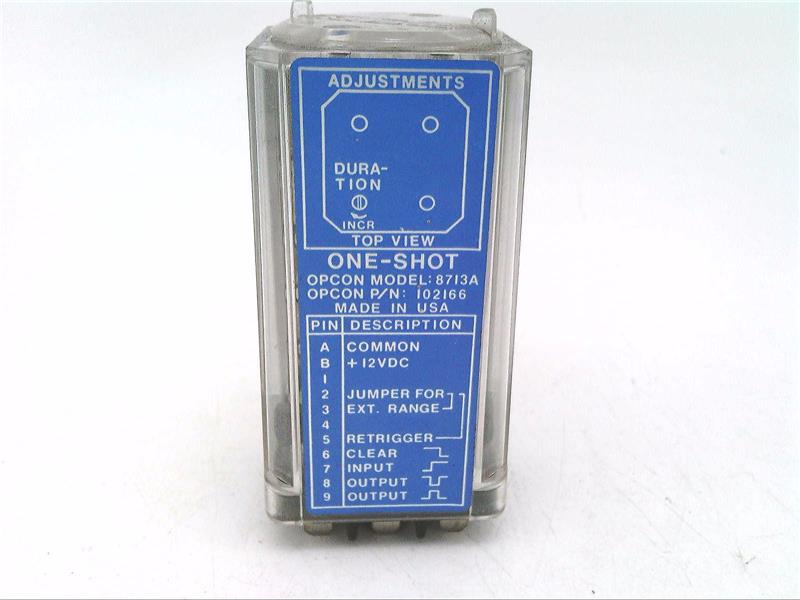 ADJUSTMENTS
DURA-
TION
INCR
TOP VIEW
ONE-SHOT
OPCON MODEL: 8713A
OPCON P/N: 102166
MADE IN USA
PIN DESCRIPTION
A COMMON
B +12VDC
1
2 JUMPER FOR
3 EXT. RANGE
4
5 RETRIGGER
6 CLEAR
7 INPUT
8 OUTPUT
9 OUTPUT